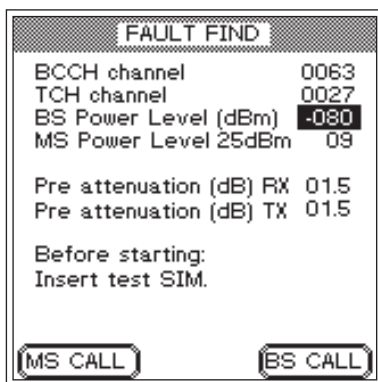 FAULT FIND
BCCH channel 0063
TCH channel 0027
BS Power Level (dBm) -080
MS Power Level 25dBm 09
Pre attenuation (dB) RX 01.5
Pre attenuation (dB) TX 01.5
Before starting:
Insert test SIM.
MS CALL BS CALL